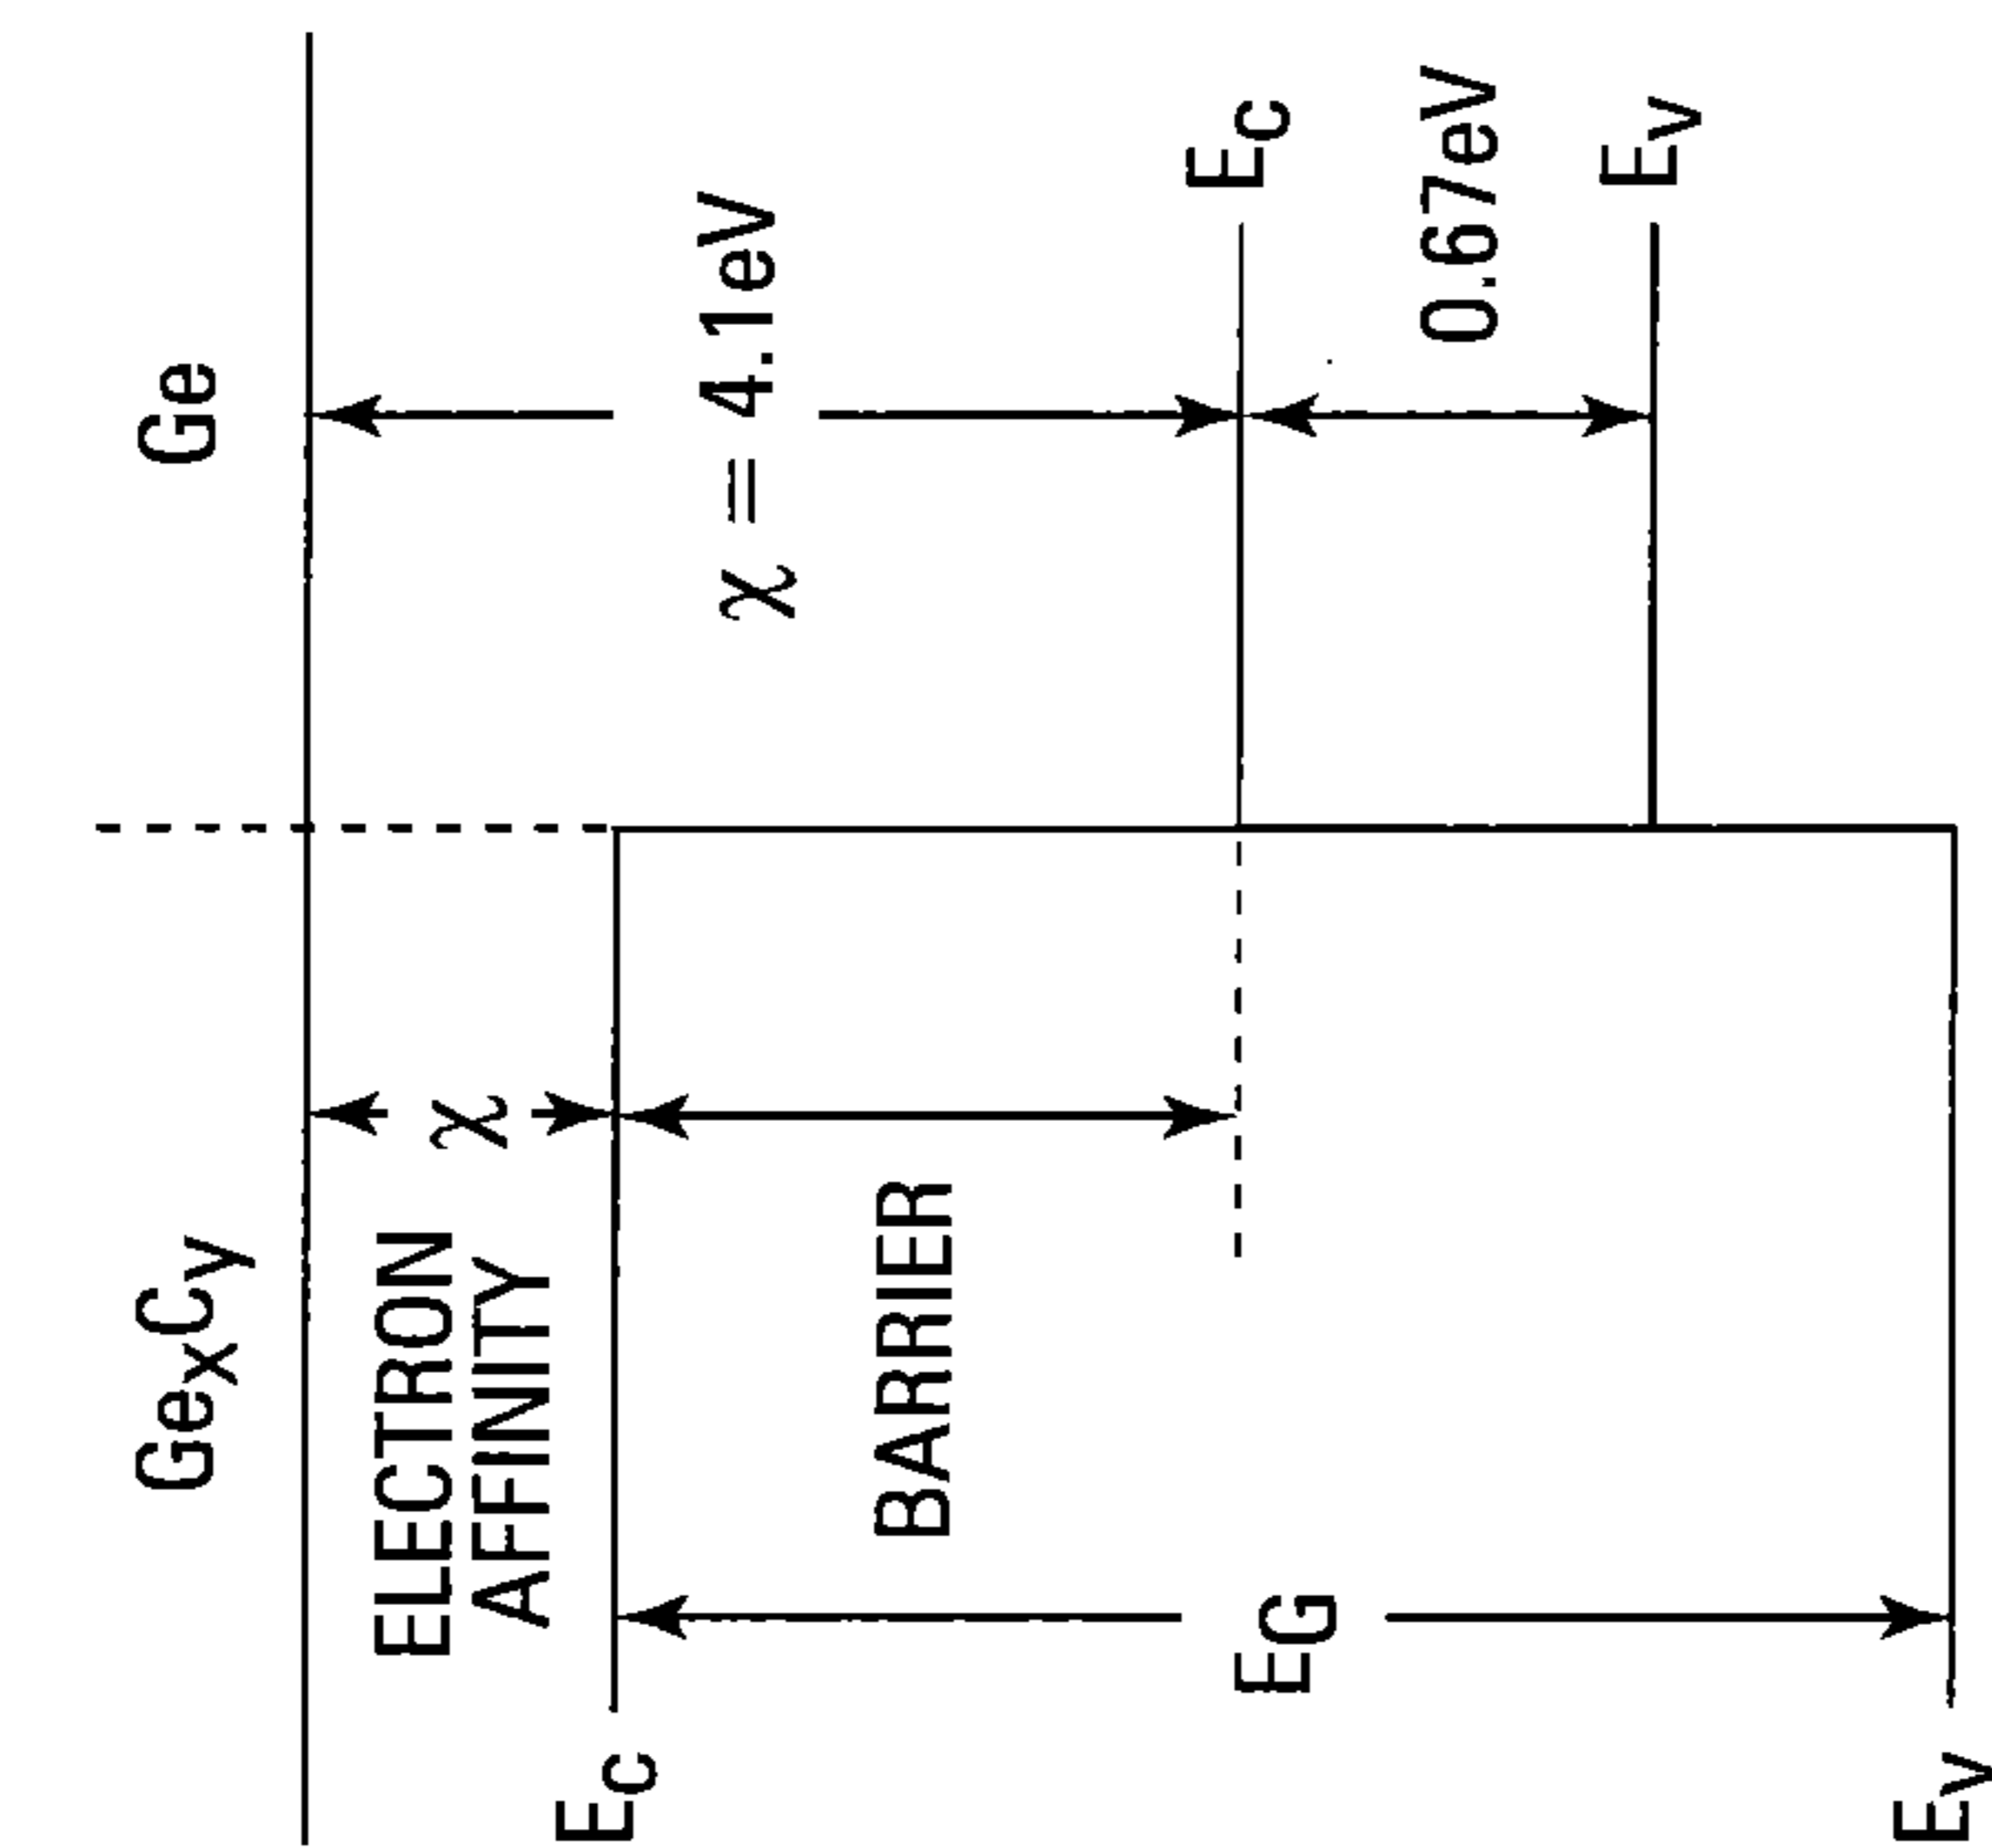 GexCy
Ge
ELECTRON
AFFINITY
χ
χ = 4.1eV
Ec
BARRIER
Ec
EG
0.67eV
Ev
Ev